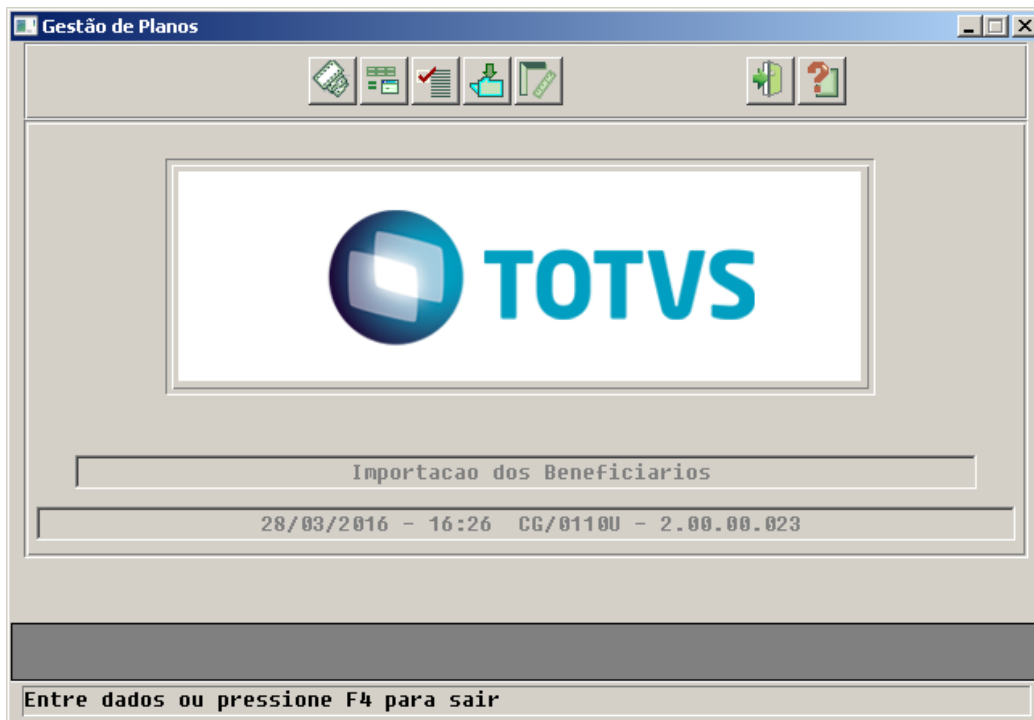 Gestão de Planos
TOTVS
Importacao dos Beneficiarios
28/03/2016 - 16:26 CG/0110U - 2.00.00.023
Entre dados ou pressione F4 para sair